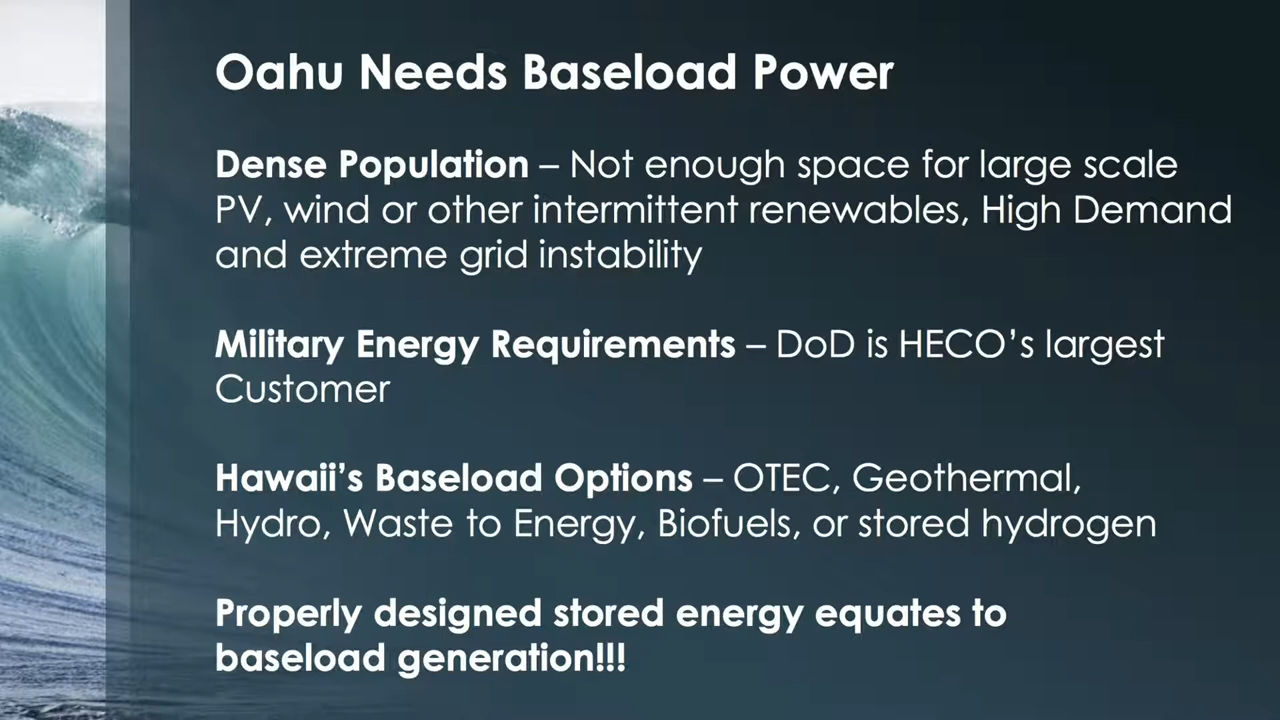 Oahu Needs Baseload Power
Dense Population – Not enough space for large scale
PV, wind or other intermittent renewables, High Demand
and extreme grid instability
Military Energy Requirements – DoD is HECO’s largest
Customer
Hawaii’s Baseload Options – OTEC, Geothermal,
Hydro, Waste to Energy, Biofuels, or stored hydrogen
Properly designed stored energy equates to
baseload generation!!!